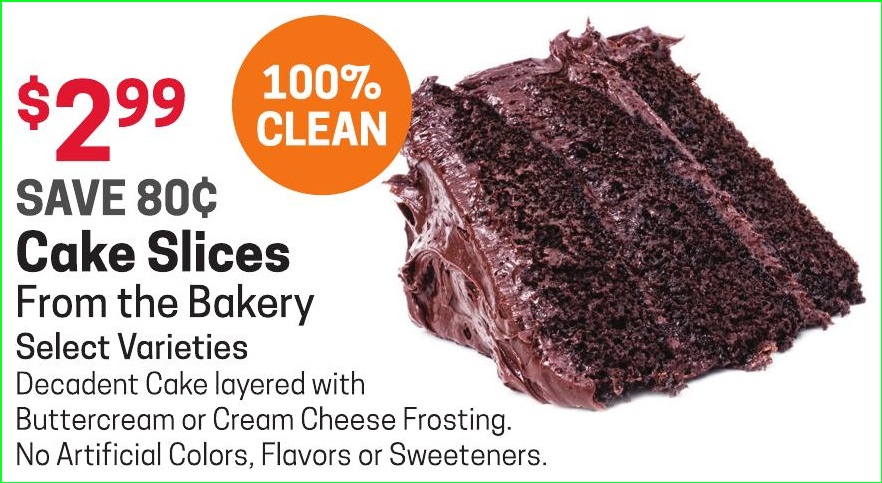 $2.99
100%
CLEAN
SAVE 80¢
Cake Slices
From the Bakery
Select Varieties
Decadent Cake layered with
Buttercream or Cream Cheese Frosting.
No Artificial Colors, Flavors or Sweeteners.